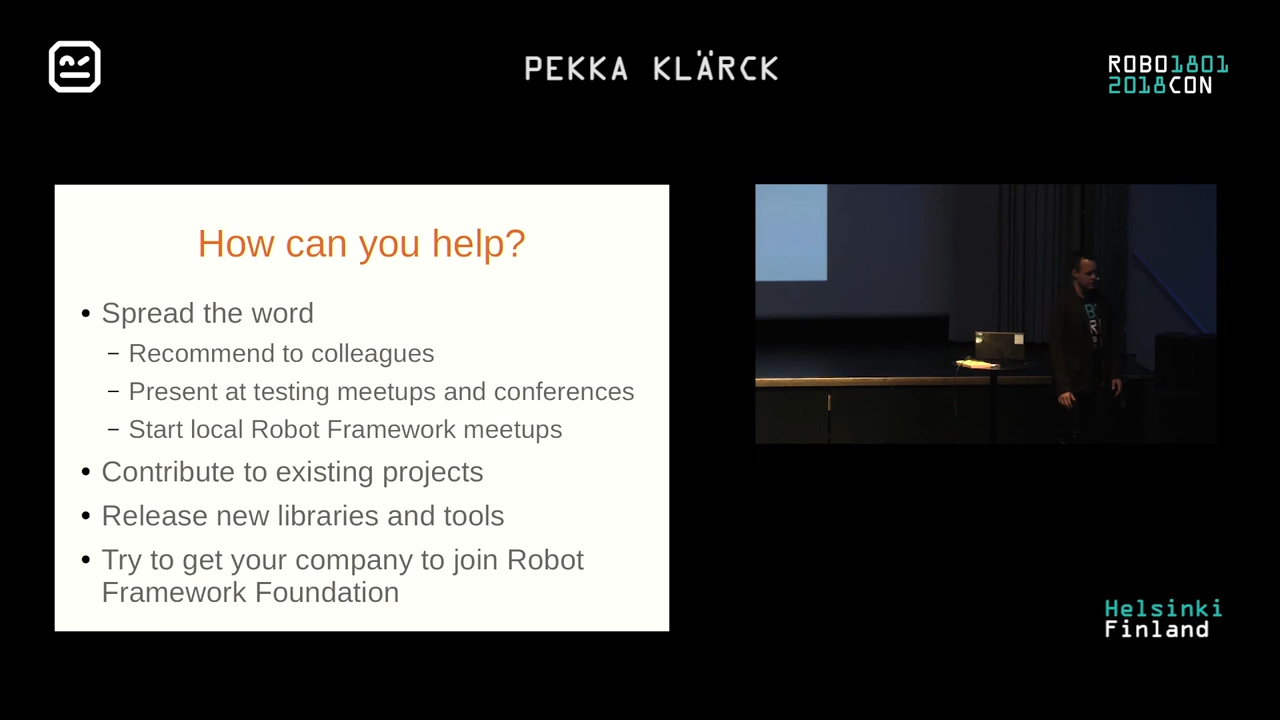 PEKKA KLÄRCK
ROBO1801
2018CON
How can you help?
• Spread the word
– Recommend to colleagues
– Present at testing meetups and conferences
– Start local Robot Framework meetups
• Contribute to existing projects
• Release new libraries and tools
• Try to get your company to join Robot
Framework Foundation
Helsinki
Finland